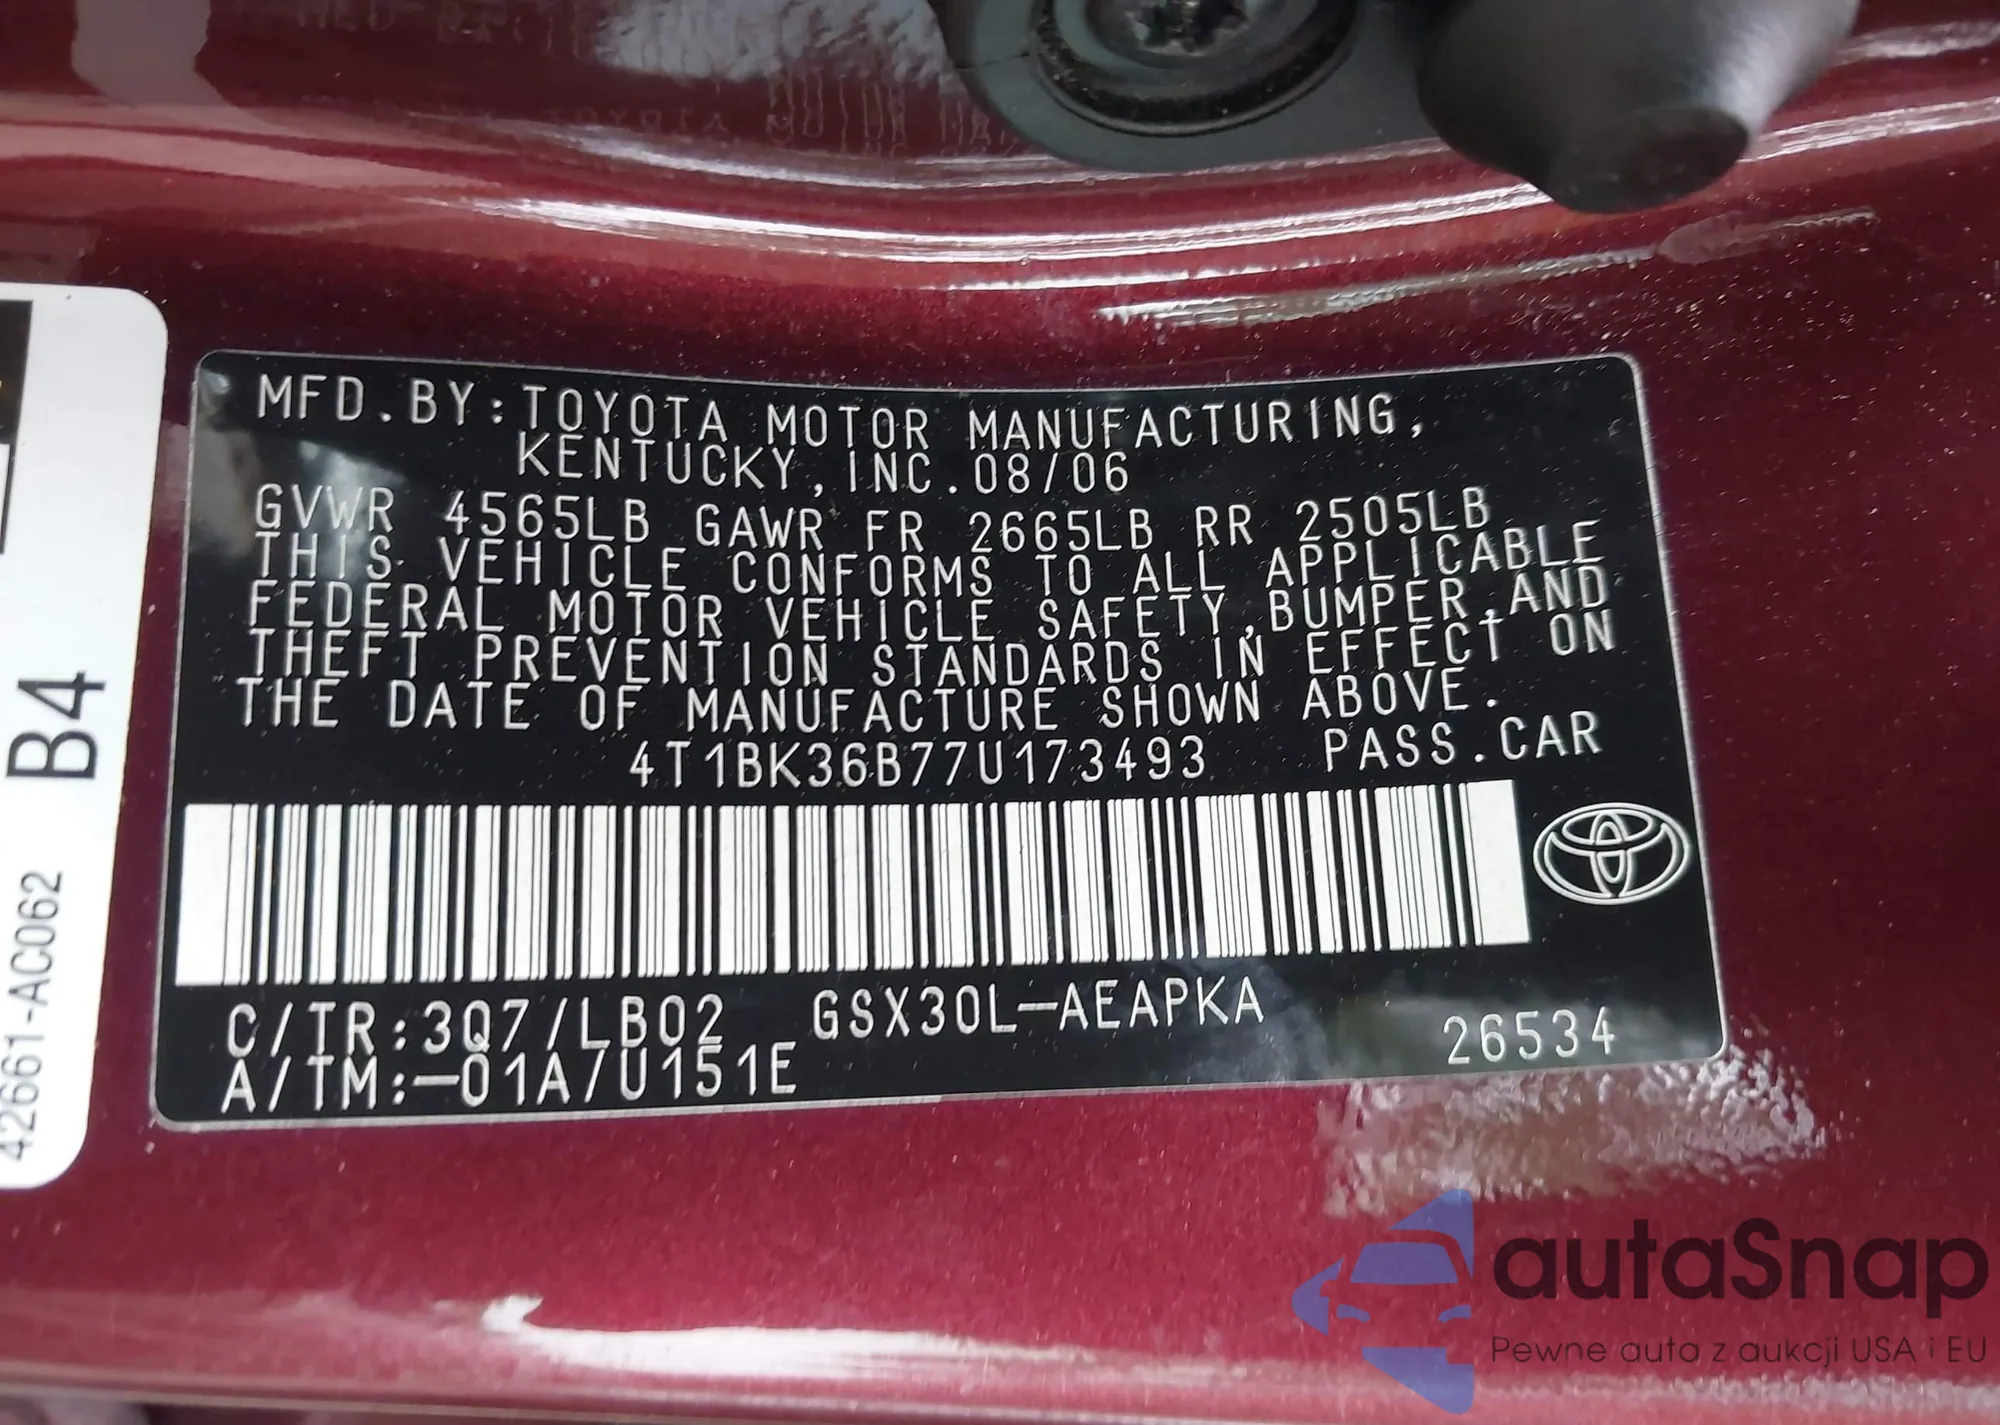 MFD.BY:TOYOTA MOTOR MANUFACTURING,
KENTUCKY,INC.08/06
GVWR 4565LB GAWR FR 2665LB RR 2505LB
THIS VEHICLE CONFORMS TO ALL APPLICABLE
FEDERAL MOTOR VEHICLE SAFETY,BUMPER,AND
THEFT PREVENTION STANDARDS IN EFFECT ON
THE DATE OF MANUFACTURE SHOWN ABOVE.
4T1BK36B77U173493 PASS.CAR
C/TR:3Q7/LB02 GSX30L-AEAPKA
A/TM:-01A/U151E 26534
B4
42661-AC062
autaSnap
Pewne auta z aukcji USA i EU